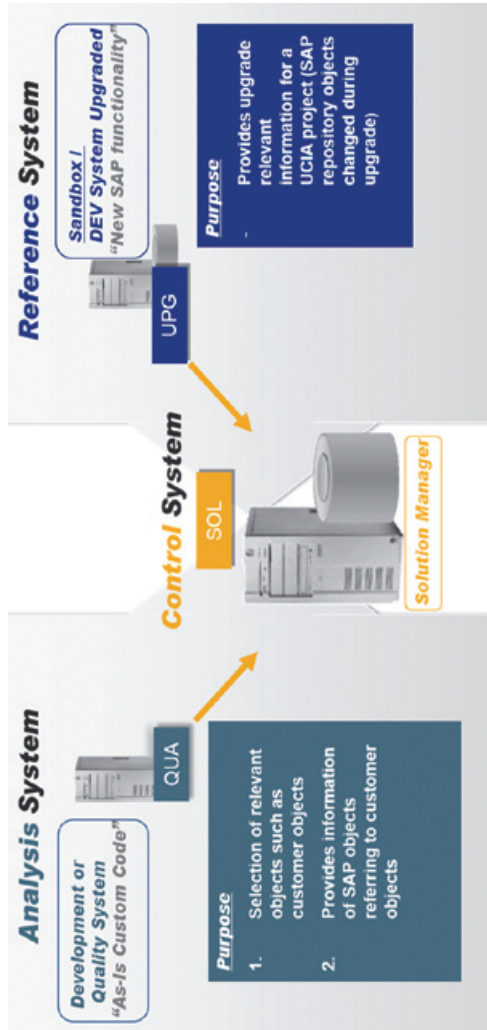 Analysis System
Development or
Quality System
"As-Is Custom Code"
QUA
Purpose
1. Selection of relevant
objects such as
customer objects
2. Provides information
of SAP objects
referring to customer
objects
Control System
SOL
Solution Manager
Reference System
Sandbox /
DEV System Upgraded
"New SAP functionality"
UPG
Purpose
- Provides upgrade
relevant
information for a
UCIA project (SAP
repository objects
changed during
upgrade)